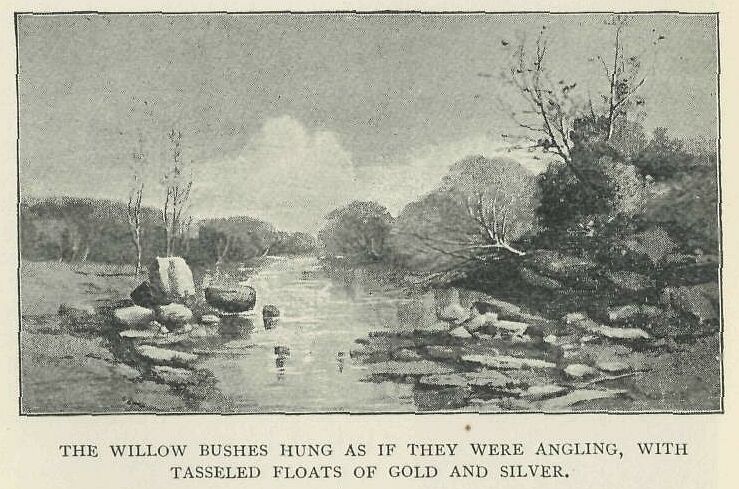 THE WILLOW BUSHES HUNG AS IF THEY WERE ANGLING, WITH
TASSELED FLOATS OF GOLD AND SILVER.